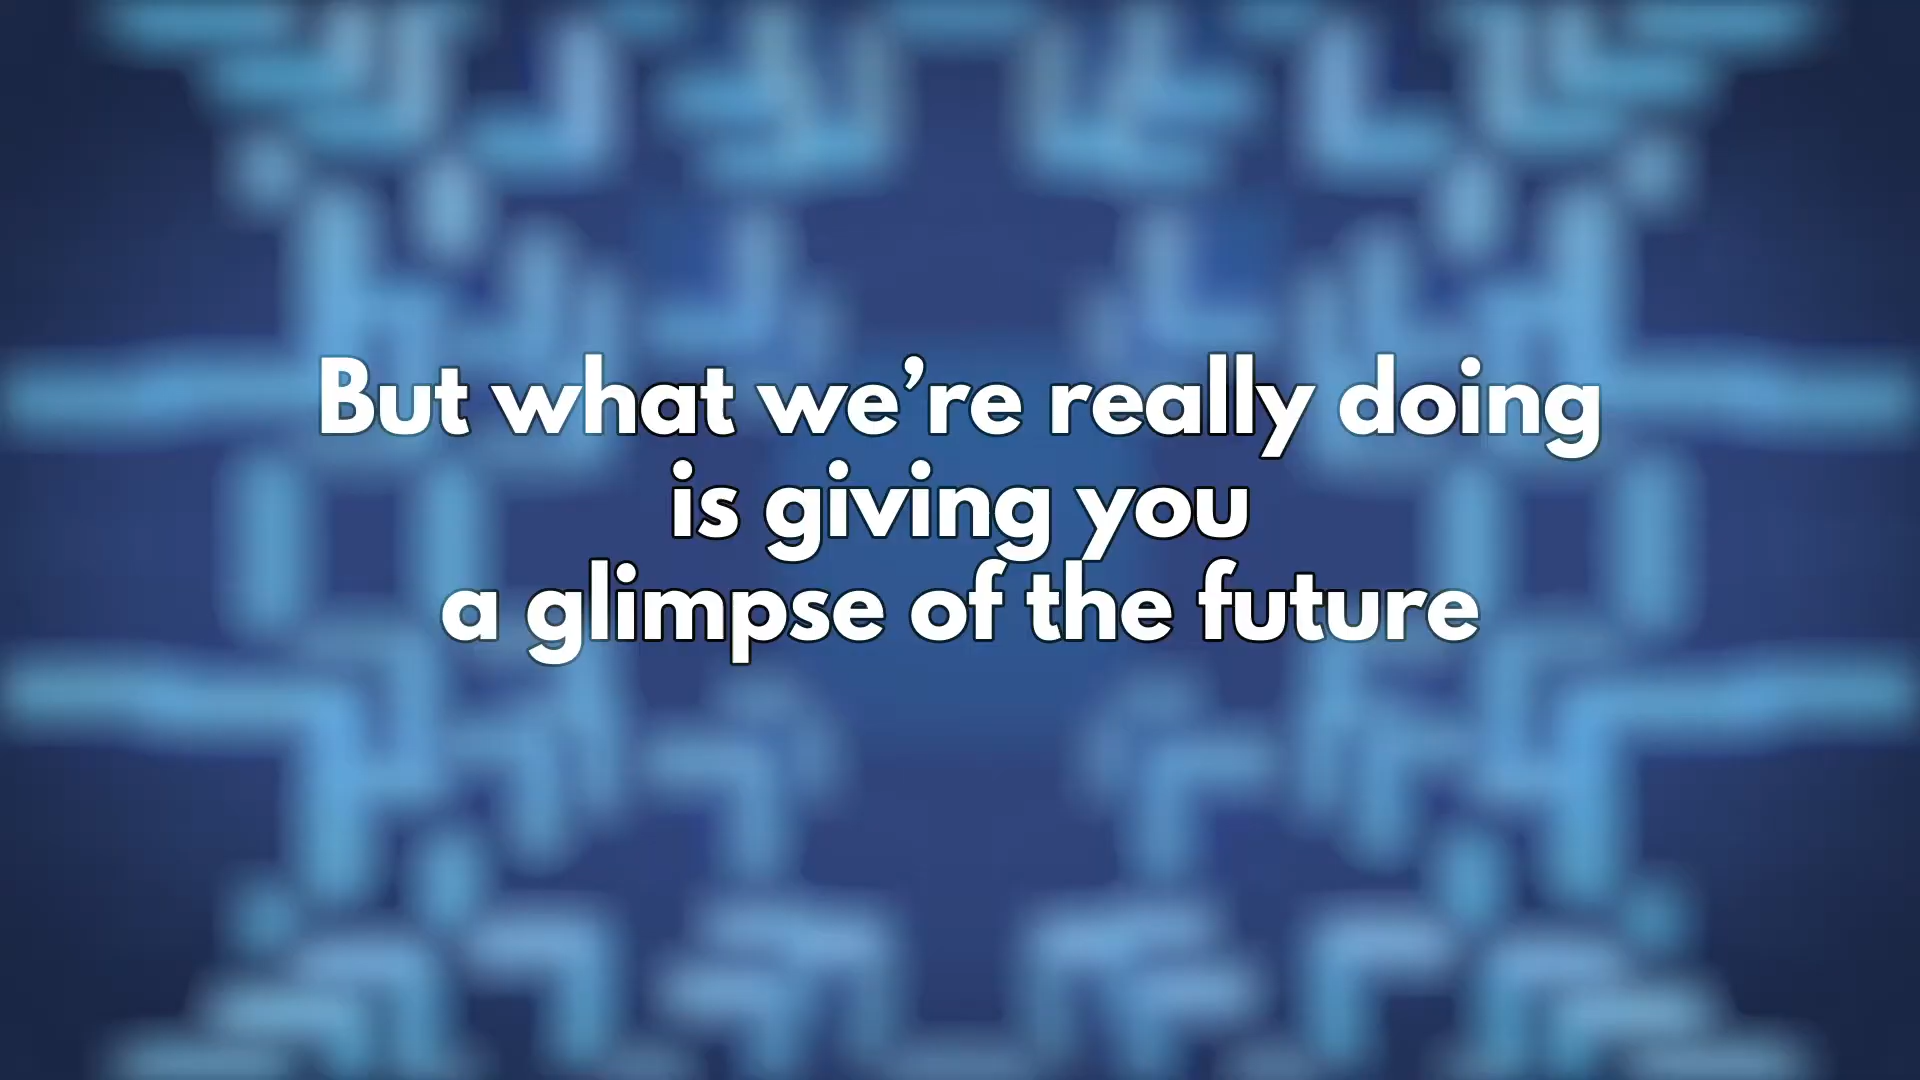 But what we’re really doing
is giving you
a glimpse of the future